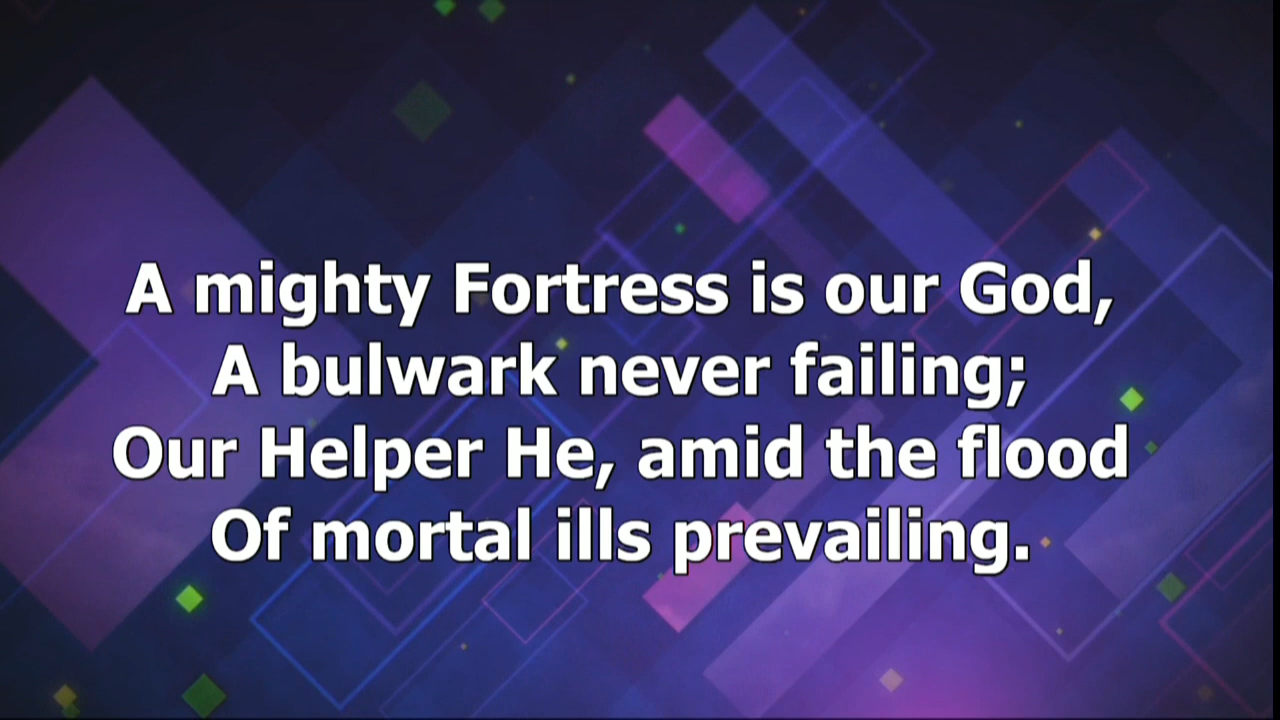 A mighty Fortress is our God,
A bulwark never failing;
Our Helper He, amid the flood
Of mortal ills prevailing.